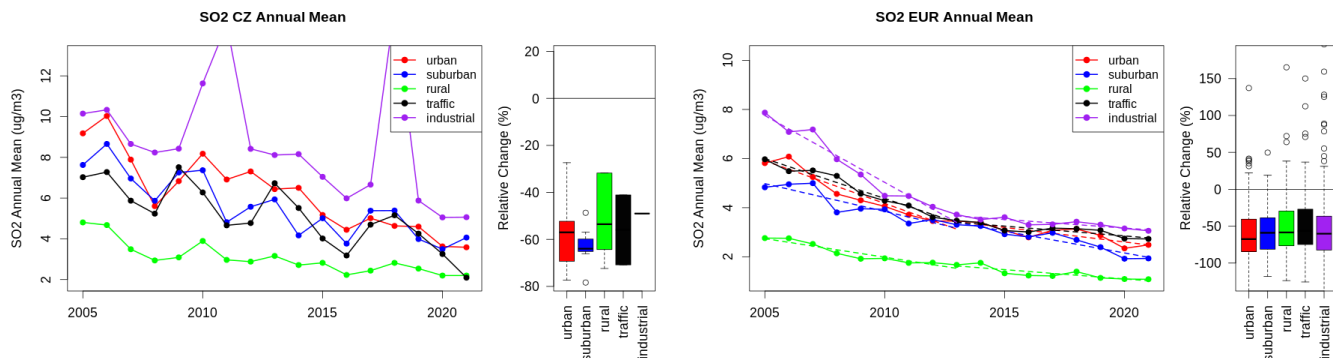 SO2 CZ Annual Mean
SO2 Annual Mean (ug/m3)
12
10
8
6
4
2
2005
2010
2015
2020
urban
suburban
rural
traffic
industrial
Relative Change (%)
20
0
-20
-40
-60
-80
urban
suburban
rural
traffic
industrial
SO2 EUR Annual Mean
SO2 Annual Mean (ug/m3)
10
8
6
4
2
2005
2010
2015
2020
urban
suburban
rural
traffic
industrial
Relative Change (%)
150
100
50
0
-50
-100
urban
suburban
rural
traffic
industrial